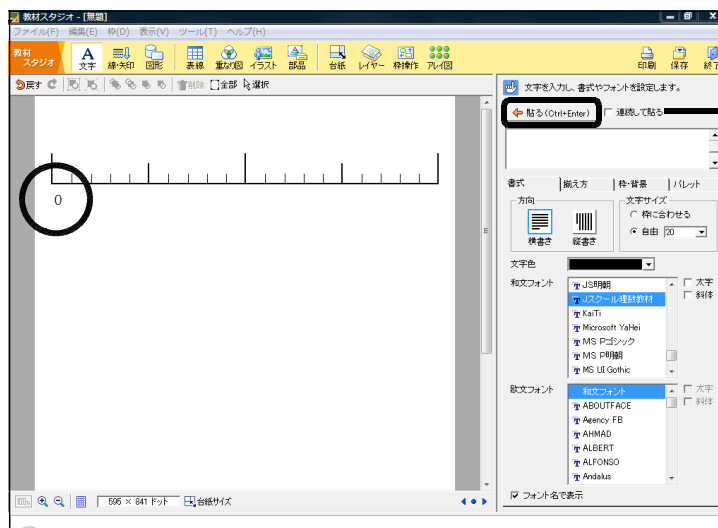 教材スタジオ - [無題]
ファイル(F) 編集(E) 枠(D) 表示(V) ツール(T) ヘルプ(H)
教材スタジオ
A
文字 線・矢印 図形 表線 重ね図 イラスト 部品 台紙 レイヤー 枠操作 プレイ図 印刷 保存 終了
戻す 削除 全部 選択
文字を入力し、書式やフォントを設定します。
貼る(Ctrl+Enter) 連続して貼る
0
書式 揃え方 枠・背景 パレット
方向 文字サイズ
枠に合わせる
自由 20
横書き 縦書き
文字色
和文フォント
JS明朝
Jスクール理数教材
KaiTi
Microsoft YaHei
MS Pゴシック
MS P明朝
MS UI Gothic
太字
斜体
欧文フォント
和文フォント
ABOUTFACE
Agency FB
AHMAD
ALBERT
ALFONSO
Andalus
太字
斜体
フォント名で表示
595 × 841 ドット 台紙サイズ